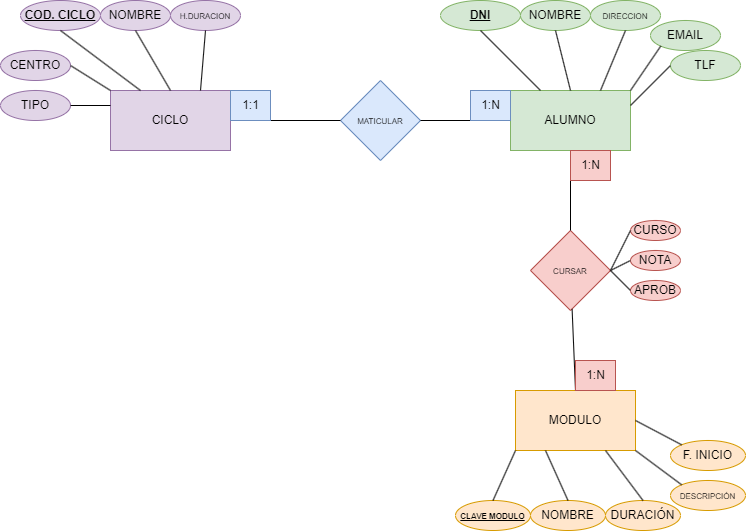 COD. CICLO
NOMBRE
H.DURACION
DNI
NOMBRE
DIRECCION
EMAIL
TLF
CENTRO
TIPO
CICLO
1:1
MATICULAR
1:N
ALUMNO
1:N
CURSAR
CURSO
NOTA
APROB
1:N
MODULO
F. INICIO
DESCRIPCIÓN
CLAVE MODULO
NOMBRE
DURACIÓN